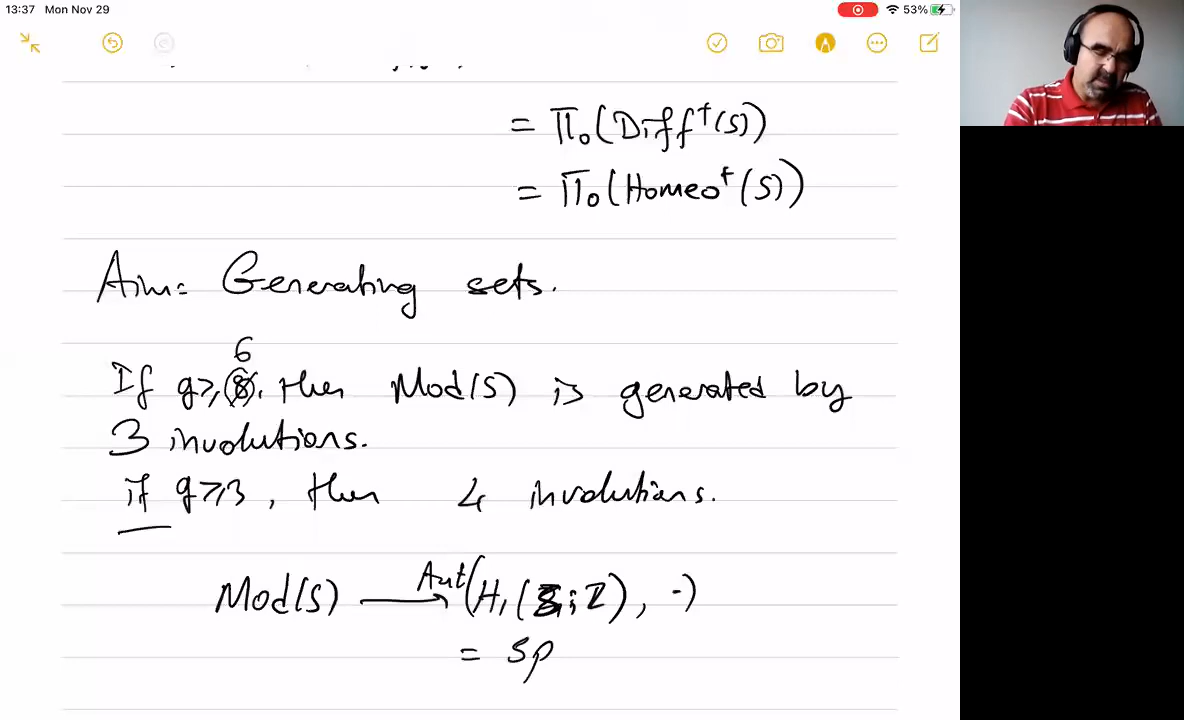 13:37 Mon Nov 29
53%
= π₀(Diff⁺(S))
= π₀(Homeo⁺(S))
Aim: Generating sets.
6
If g ≥ 8, then Mod(S) is generated by
3 involutions.
if g ≥ 3, then 4 involutions.
Mod(S) ⟶ Aut(H₁(S; Z), ·)
= Sp